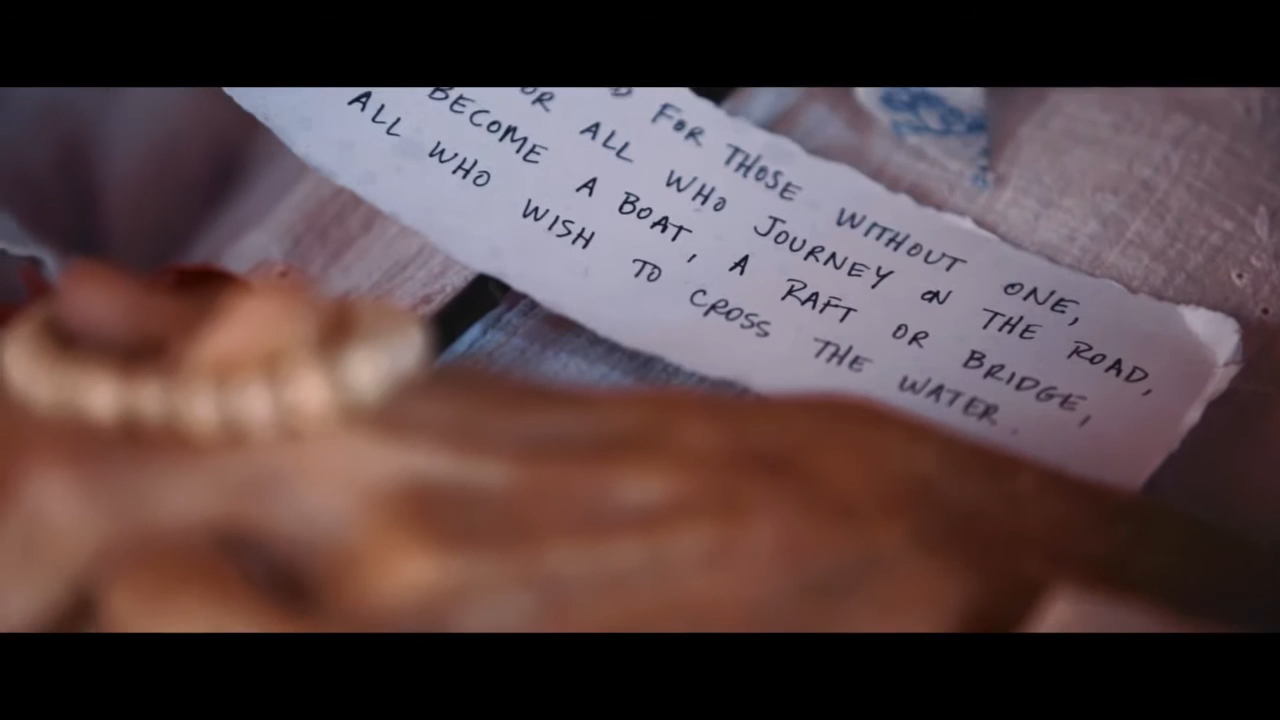 FOR THOSE WITHOUT ONE,
ALL WHO JOURNEY ON THE ROAD,
BECOME A BOAT, A RAFT OR BRIDGE,
ALL WHO WISH TO CROSS THE WATER.